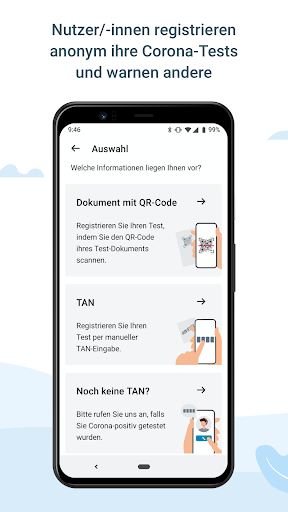 Nutzer/-innen registrieren
anonym ihre Corona-Tests
und warnen andere
9:46
99%
Auswahl
Welche Informationen liegen Ihnen vor?
Dokument mit QR-Code
Registrieren Sie Ihren Test,
indem Sie den QR-Code
ihres Test-Dokuments
scannen.
TAN
Registrieren Sie Ihren
Test per manueller
TAN-Eingabe.
Noch keine TAN?
Bitte rufen Sie uns an, falls
Sie Corona-positiv getestet
wurden.